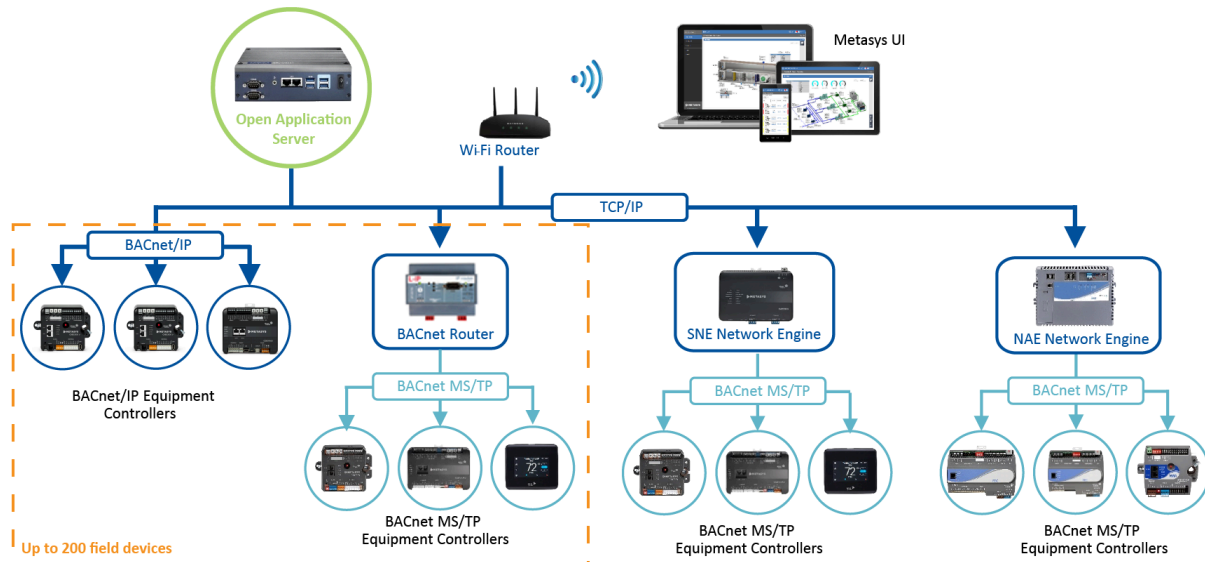 Metasys UI
Open Application
Server
Wi-Fi Router
TCP/IP
BACnet/IP
BACnet Router
SNE Network Engine
NAE Network Engine
BACnet MS/TP
BACnet MS/TP
BACnet MS/TP
BACnet/IP Equipment
Controllers
BACnet MS/TP
Equipment Controllers
BACnet MS/TP
Equipment Controllers
BACnet MS/TP
Equipment Controllers
Up to 200 field devices